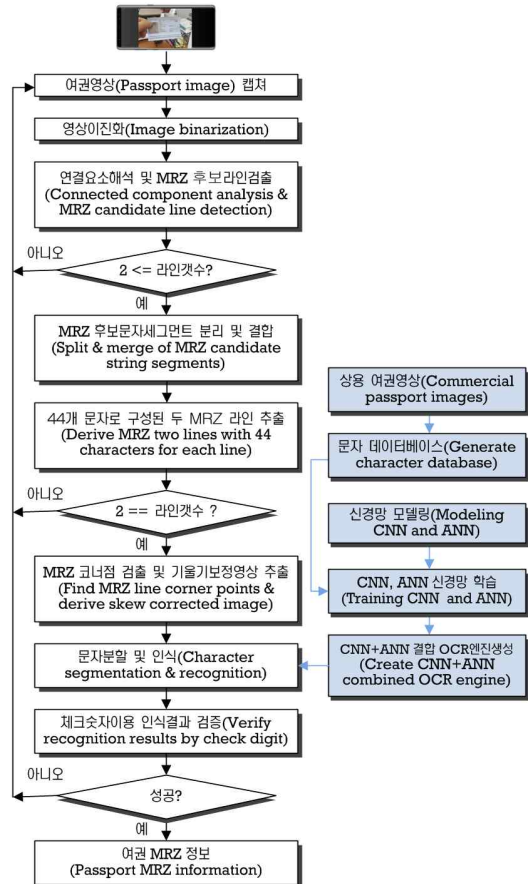 여권영상(Passport image) 캡쳐
영상이진화(Image binarization)
연결요소해석 및 MRZ 후보라인검출
(Connected component analysis &
MRZ candidate line detection)
아니오
2 <= 라인갯수?
예
MRZ 후보문자세그먼트 분리 및 결합
(Split & merge of MRZ candidate
string segments)
44개 문자로 구성된 두 MRZ 라인 추출
(Derive MRZ two lines with 44
characters for each line)
아니오
2 == 라인갯수 ?
예
MRZ 코너점 검출 및 기울기보정영상 추출
(Find MRZ line corner points &
derive skew corrected image)
문자분할 및 인식(Character
segmentation & recognition)
체크숫자이용 인식결과 검증(Verify
recognition results by check digit)
아니오
성공?
예
여권 MRZ 정보
(Passport MRZ information)
상용 여권영상(Commercial
passport images)
문자 데이터베이스(Generate
character database)
신경망 모델링(Modeling
CNN and ANN)
CNN, ANN 신경망 학습
(Training CNN and ANN)
CNN+ANN 결합 OCR엔진생성
(Create CNN+ANN
combined OCR engine)